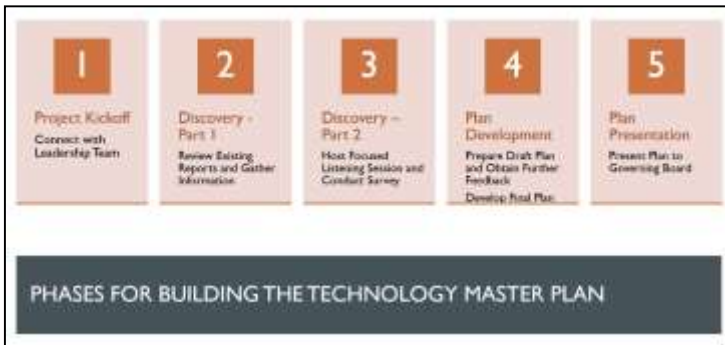 1
Project Kickoff
Connect with
Leadership Team
2
Discovery -
Part 1
Review Existing
Reports and Gather
Information
3
Discovery –
Part 2
Host Focused
Listening Session and
Conduct Survey
4
Plan
Development
Prepare Draft Plan
and Obtain Further
Feedback
Develop Final Plan
5
Plan
Presentation
Present Plan to
Governing Board
PHASES FOR BUILDING THE TECHNOLOGY MASTER PLAN